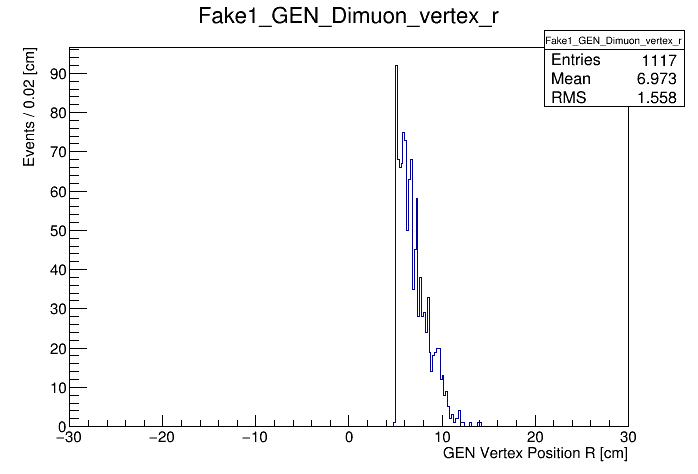 Fake1_GEN_Dimuon_vertex_r
Fake1_GEN_Dimuon_vertex_r
Entries 1117
Mean 6.973
RMS 1.558
Events / 0.02 [cm]
90
80
70
60
50
40
30
20
10
0
−30 −20 −10 0 10 20 30
GEN Vertex Position R [cm]